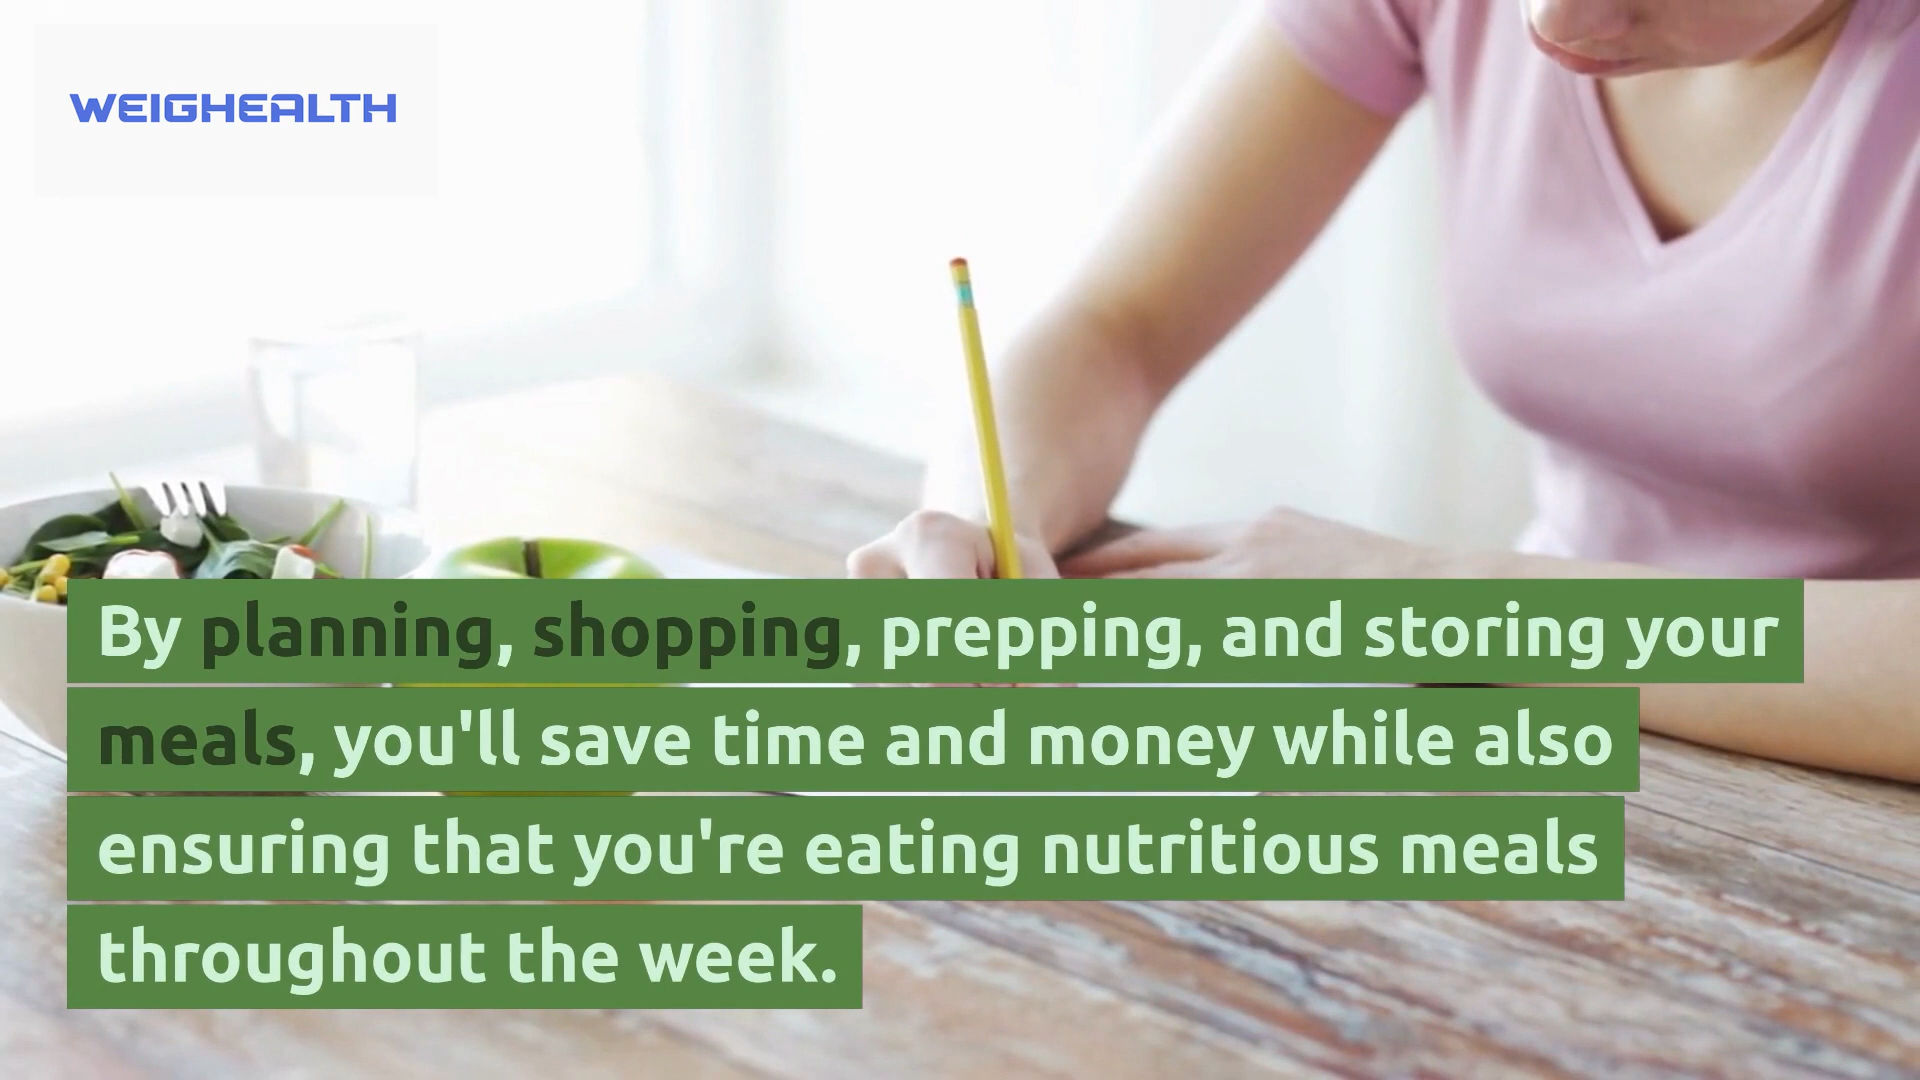 WEIGHEALTH
By planning, shopping, prepping, and storing your
meals, you'll save time and money while also
ensuring that you're eating nutritious meals
throughout the week.